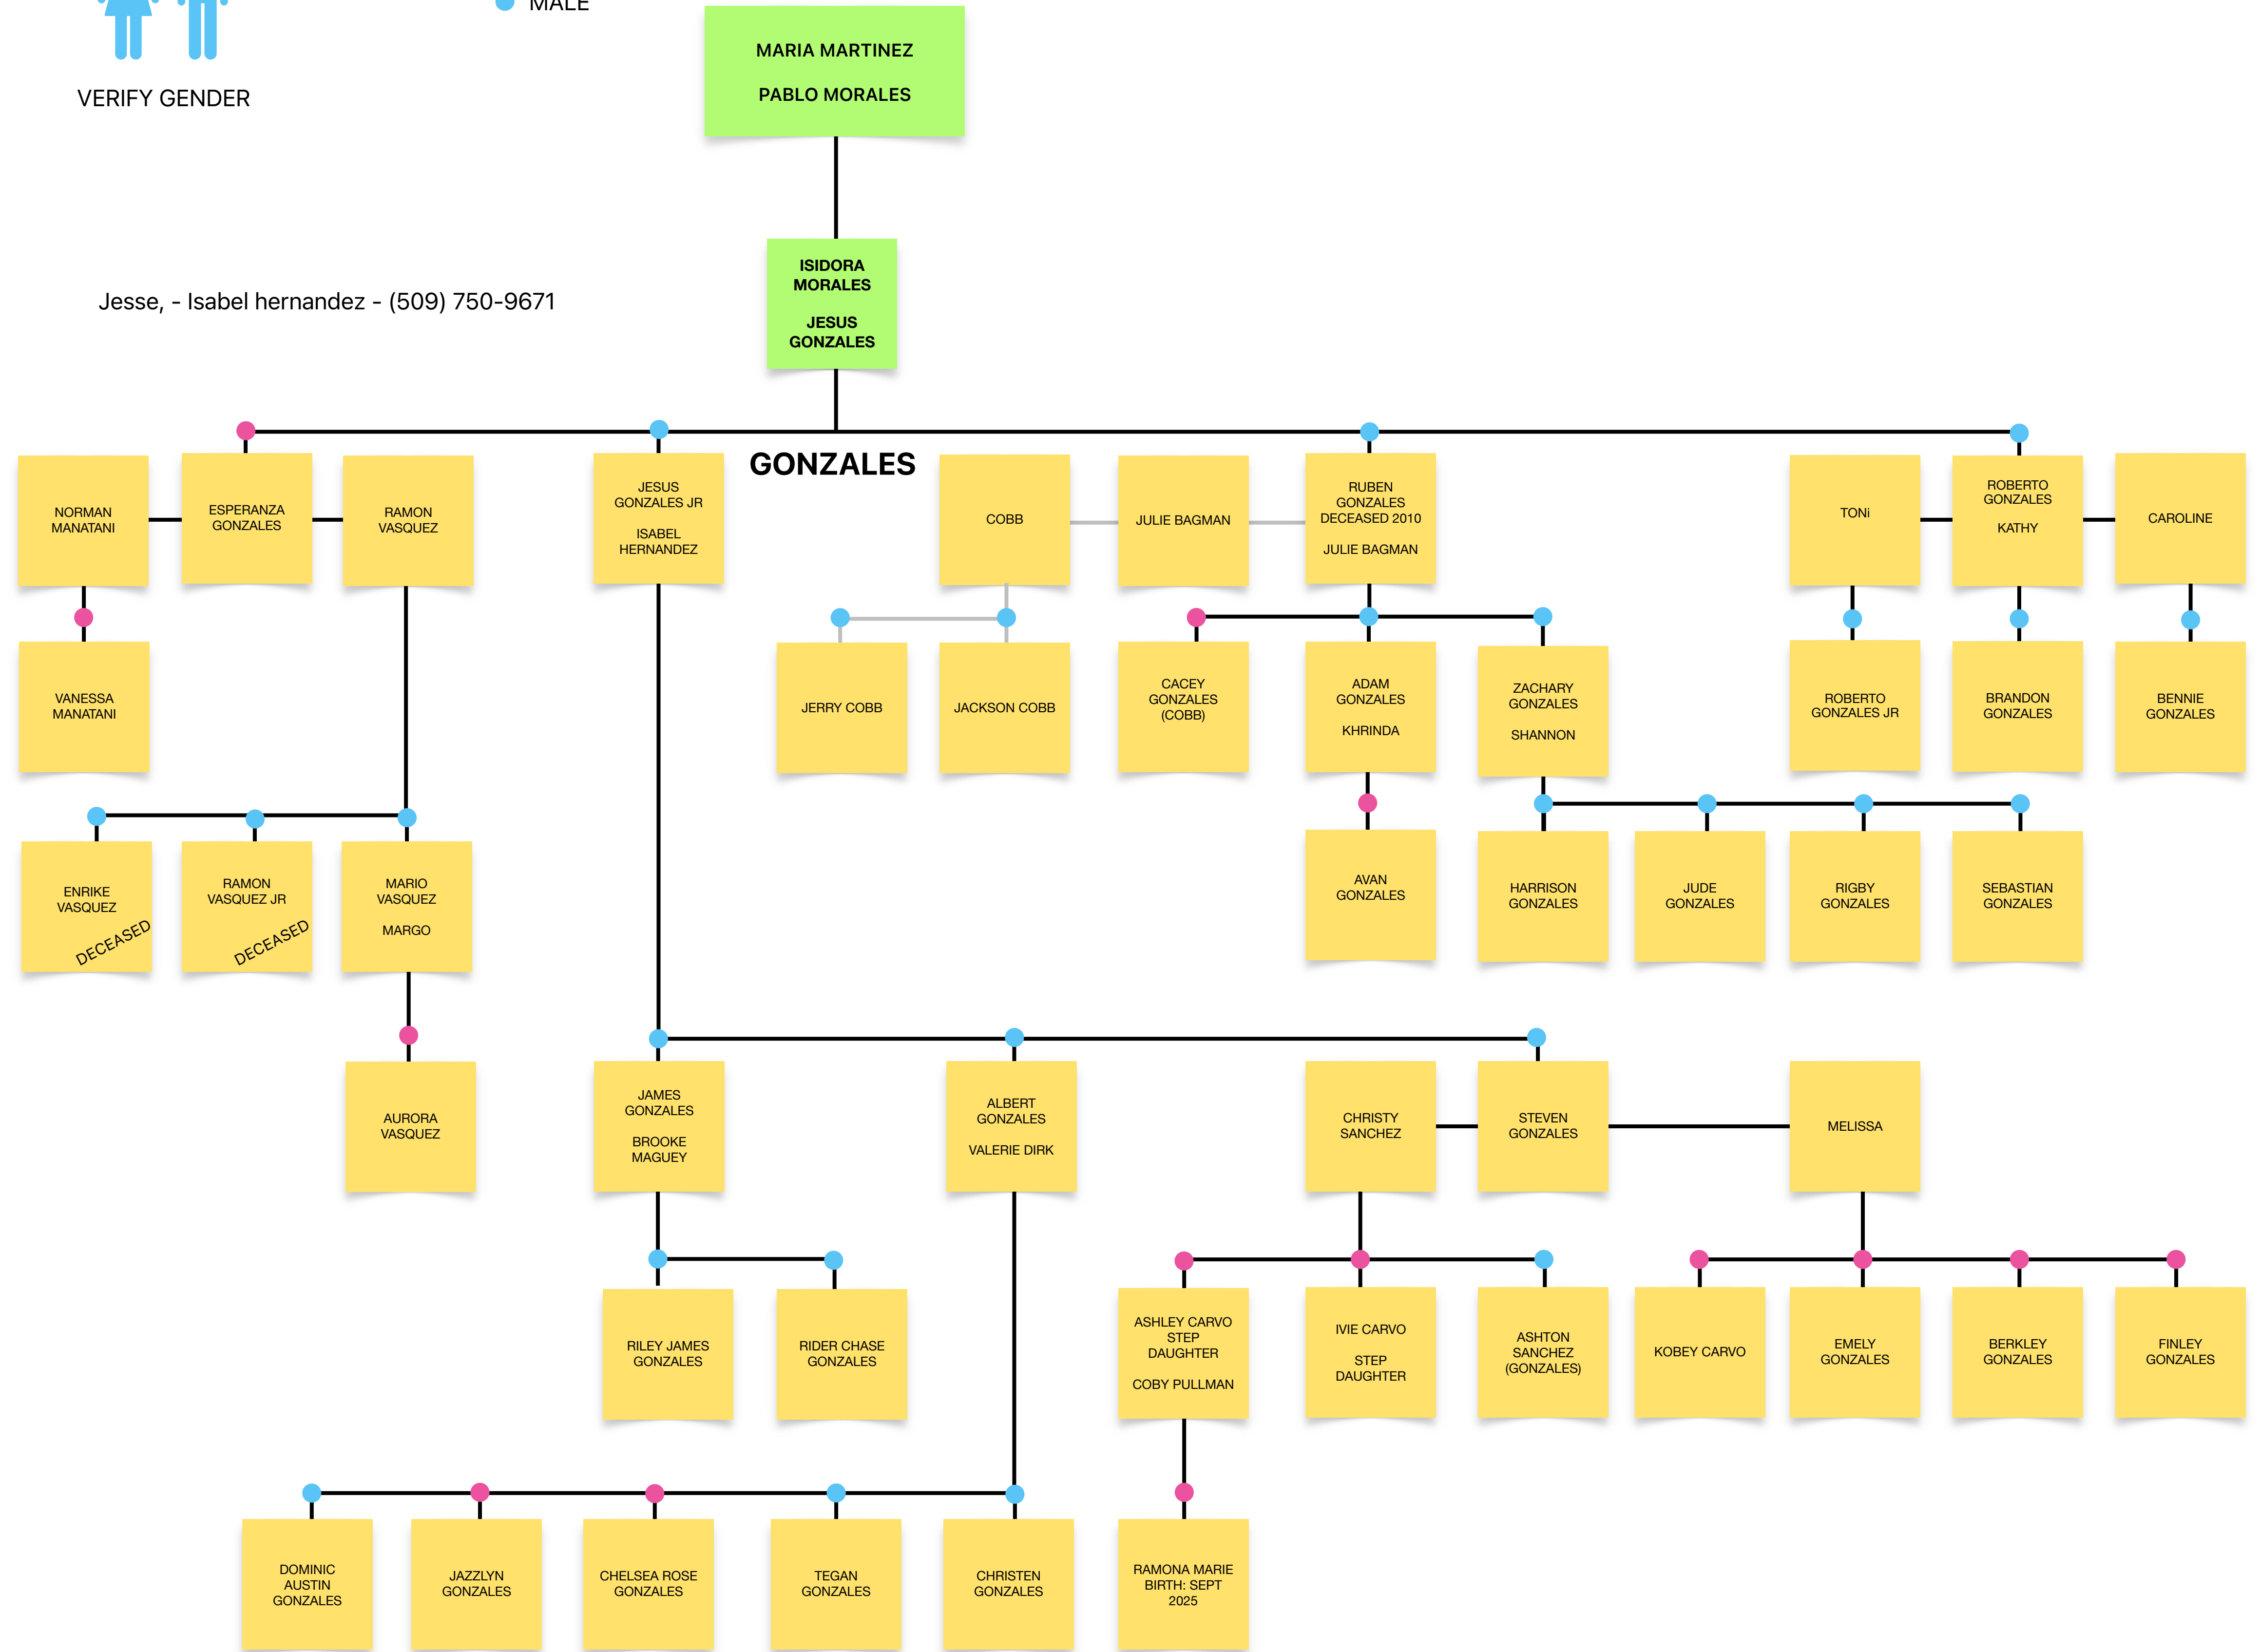 MALE
VERIFY GENDER
MARIA MARTINEZ
PABLO MORALES
ISIDORA
MORALES
JESUS
GONZALES
Jesse, - Isabel hernandez - (509) 750-9671
GONZALES
NORMAN
MANATANI
ESPERANZA
GONZALES
RAMON
VASQUEZ
JESUS
GONZALES JR
ISABEL
HERNANDEZ
COBB
JULIE BAGMAN
RUBEN
GONZALES
DECEASED 2010
JULIE BAGMAN
TONi
ROBERTO
GONZALES
KATHY
CAROLINE
VANESSA
MANATANI
JERRY COBB
JACKSON COBB
CACEY
GONZALES
(COBB)
ADAM
GONZALES
KHRINDA
ZACHARY
GONZALES
SHANNON
ROBERTO
GONZALES JR
BRANDON
GONZALES
BENNIE
GONZALES
ENRIKE
VASQUEZ
DECEASED
RAMON
VASQUEZ JR
DECEASED
MARIO
VASQUEZ
MARGO
AVAN
GONZALES
HARRISON
GONZALES
JUDE
GONZALES
RIGBY
GONZALES
SEBASTIAN
GONZALES
AURORA
VASQUEZ
JAMES
GONZALES
BROOKE
MAGUEY
ALBERT
GONZALES
VALERIE DIRK
CHRISTY
SANCHEZ
STEVEN
GONZALES
MELISSA
RILEY JAMES
GONZALES
RIDER CHASE
GONZALES
ASHLEY CARVO
STEP
DAUGHTER
COBY PULLMAN
IVIE CARVO
STEP
DAUGHTER
ASHTON
SANCHEZ
(GONZALES)
KOBEY CARVO
EMELY
GONZALES
BERKLEY
GONZALES
FINLEY
GONZALES
DOMINIC
AUSTIN
GONZALES
JAZZLYN
GONZALES
CHELSEA ROSE
GONZALES
TEGAN
GONZALES
CHRISTEN
GONZALES
RAMONA MARIE
BIRTH: SEPT
2025